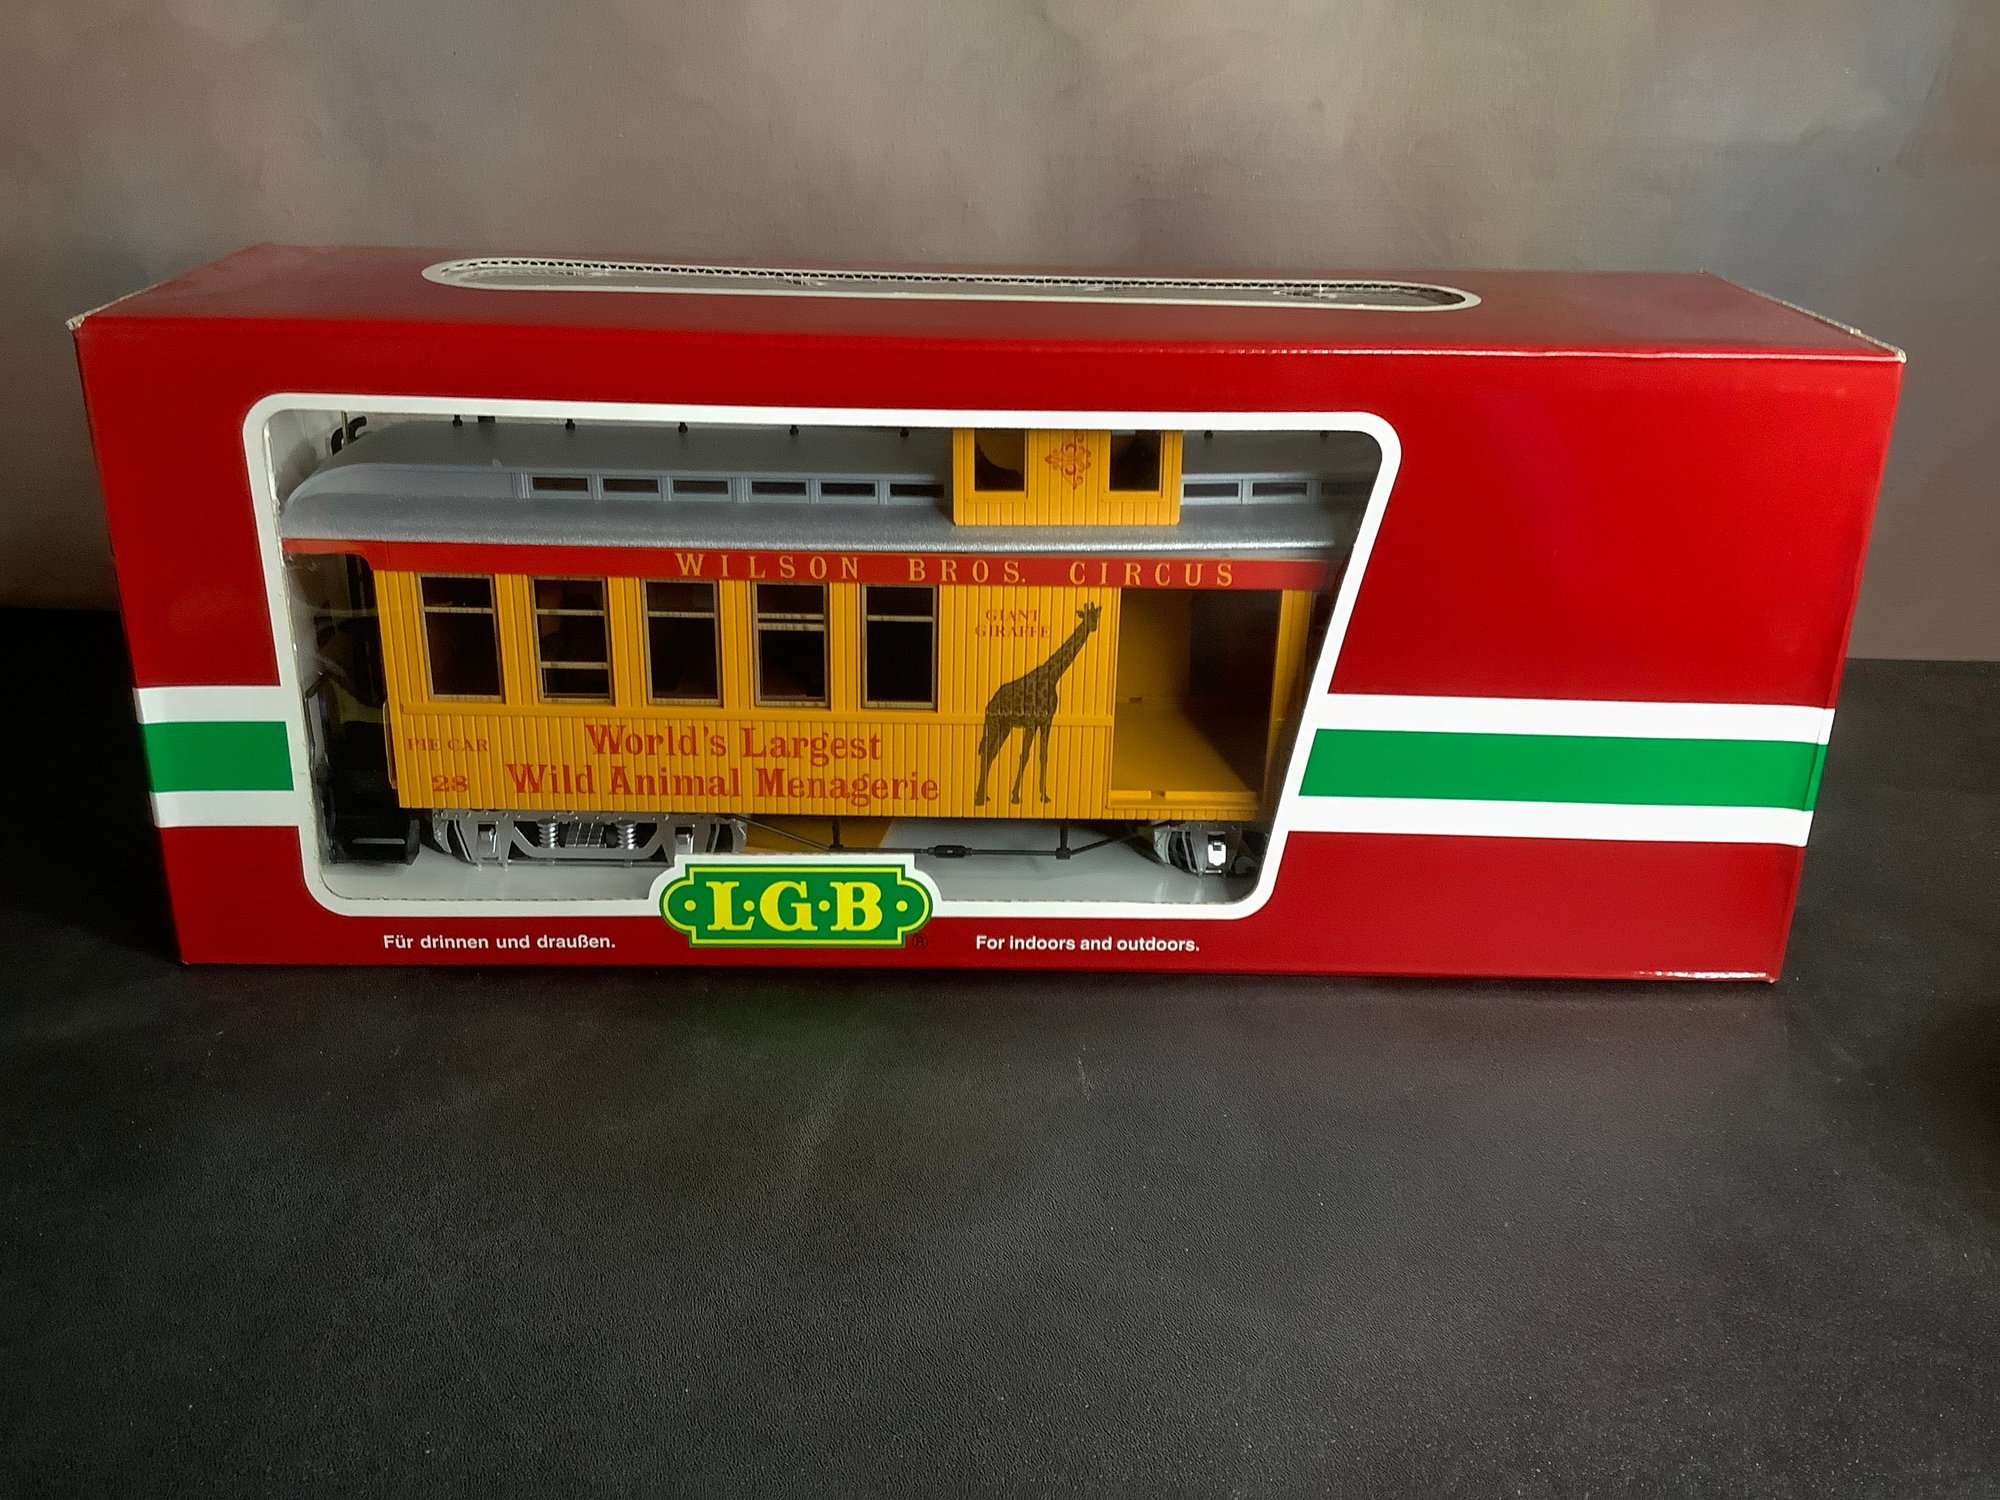 WILSON BROS. CIRCUS
GIANT
GIRAFFE
World's Largest
Wild Animal Menagerie
PIE CAR
28
L·G·B
®
Für drinnen und draußen.
For indoors and outdoors.